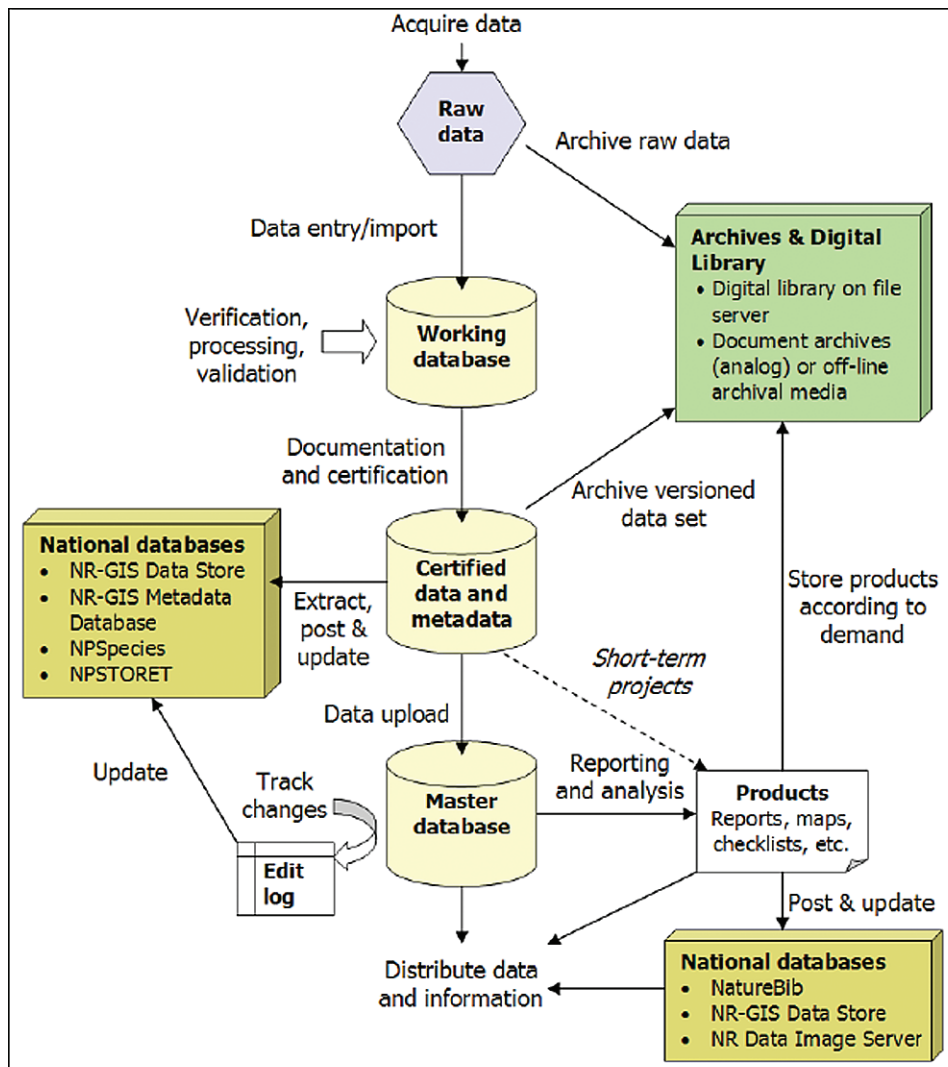 Acquire data
Raw
data
Archive raw data
Data entry/import
Archives & Digital
Library
• Digital library on file
server
• Document archives
(analog) or off-line
archival media
Verification,
processing,
validation
Working
database
Documentation
and certification
Archive versioned
data set
National databases
• NR-GIS Data Store
• NR-GIS Metadata
Database
• NPSpecies
• NPSTORET
Extract,
post &
update
Certified
data and
metadata
Store products
according to
demand
Short-term
projects
Data upload
Update
Track
changes
Master
database
Reporting
and analysis
Products
Reports, maps,
checklists, etc.
Edit
log
Post & update
Distribute data
and information
National databases
• NatureBib
• NR-GIS Data Store
• NR Data Image Server